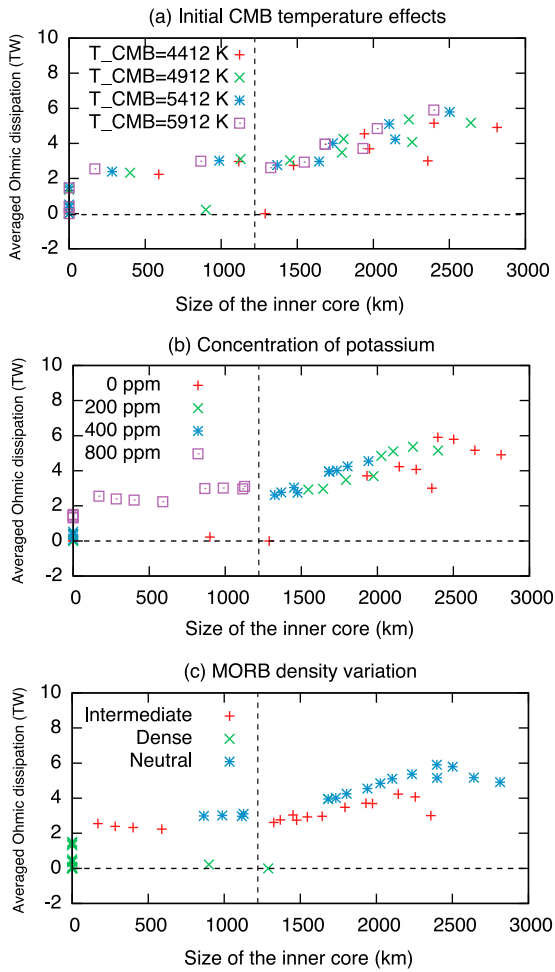 (a) Initial CMB temperature effects
10
8
6
4
2
0
-2
T_CMB=4412 K
T_CMB=4912 K
T_CMB=5412 K
T_CMB=5912 K
Averaged Ohmic dissipation (TW)
0 500 1000 1500 2000 2500 3000
Size of the inner core (km)
(b) Concentration of potassium
10
8
6
4
2
0
-2
0 ppm
200 ppm
400 ppm
800 ppm
Averaged Ohmic dissipation (TW)
0 500 1000 1500 2000 2500 3000
Size of the inner core (km)
(c) MORB density variation
10
8
6
4
2
0
-2
Intermediate
Dense
Neutral
Averaged Ohmic dissipation (TW)
0 500 1000 1500 2000 2500 3000
Size of the inner core (km)